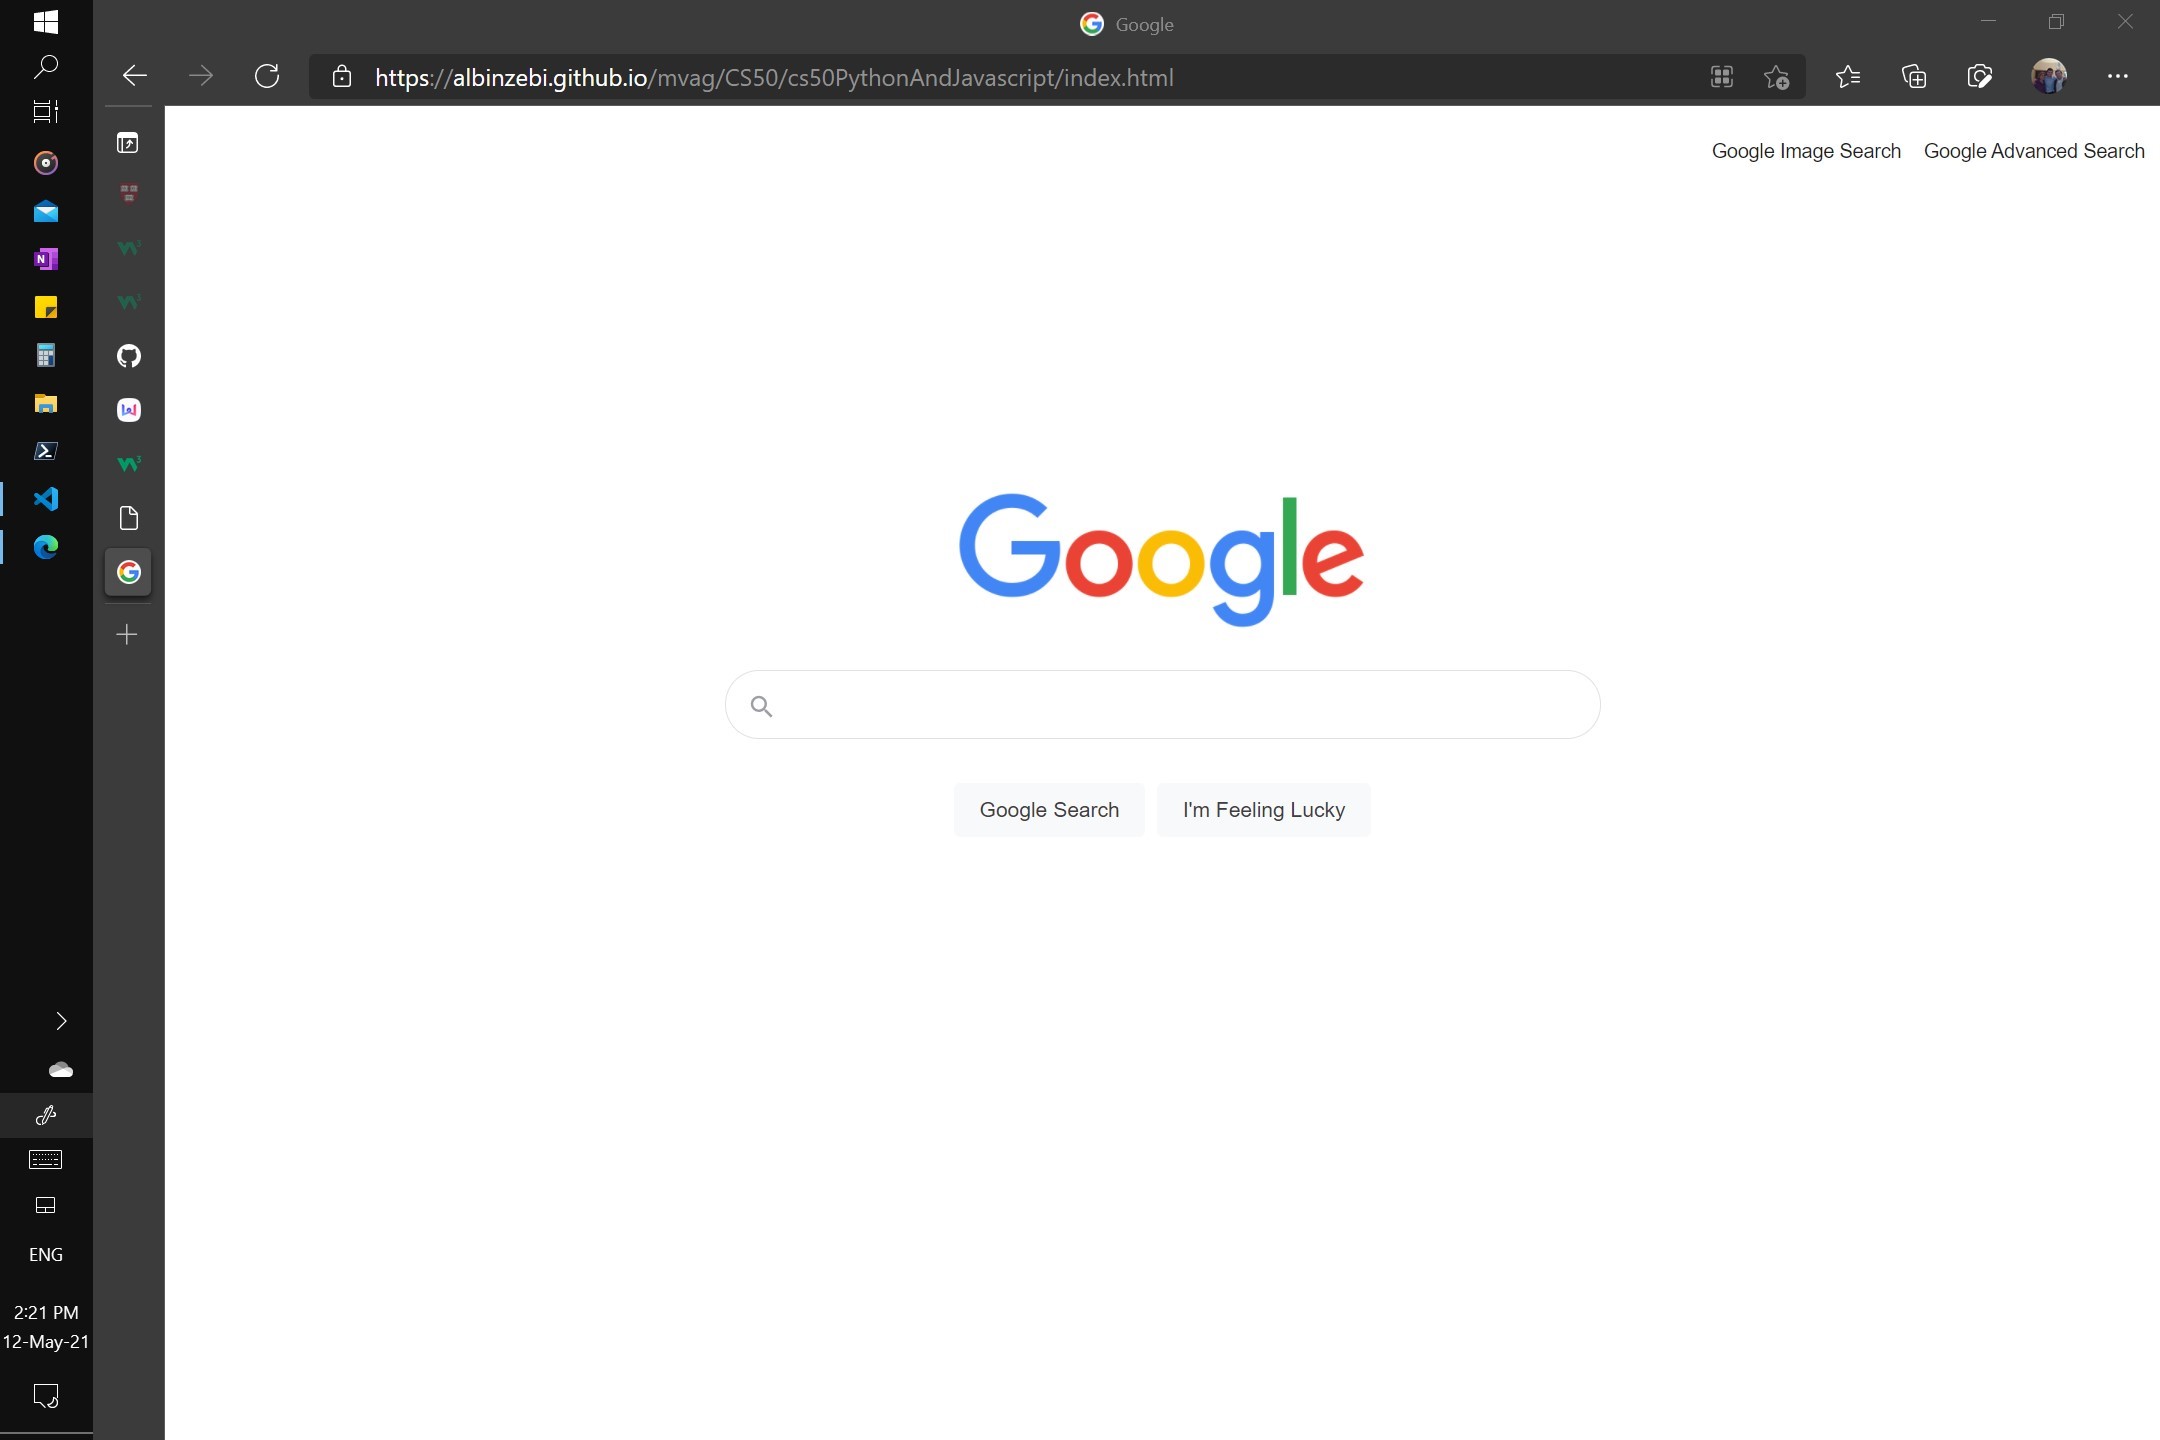 Google
https://albinzebi.github.io/mvag/CS50/cs50PythonAndJavascript/index.html
Google Image Search Google Advanced Search
Google
Google Search I'm Feeling Lucky
ENG
2:21 PM
12-May-21